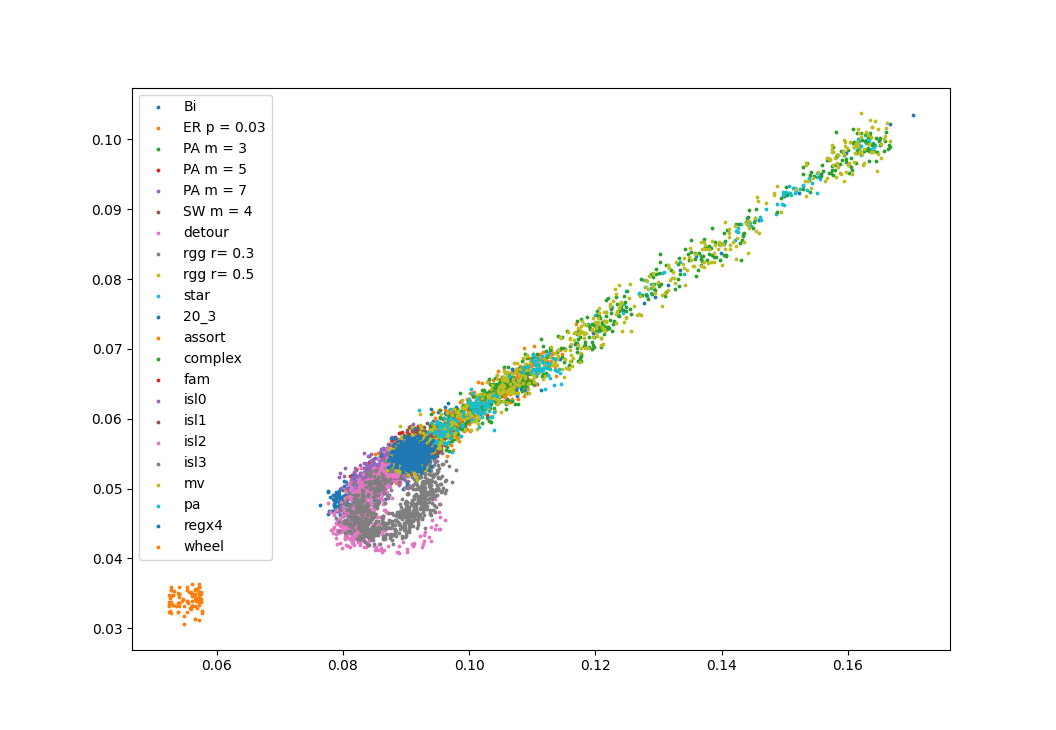 0.10
0.09
0.08
0.07
0.06
0.05
0.04
0.03
Bi
ER p = 0.03
PA m = 3
PA m = 5
PA m = 7
SW m = 4
detour
rgg r= 0.3
rgg r= 0.5
star
20_3
assort
complex
fam
isl0
isl1
isl2
isl3
mv
pa
regx4
wheel
0.06 0.08 0.10 0.12 0.14 0.16